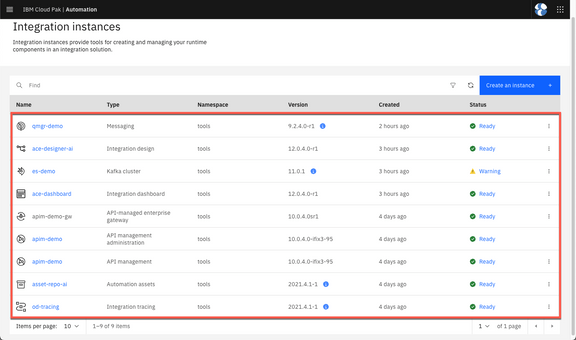 IBM Cloud Pak | Automation
Integration instances
Integration instances provide tools for creating and managing your runtime
components in an integration solution.
Find
Create an instance +
Name Type Namespace Version Created Status
qmgr-demo Messaging tools 9.2.4.0-r1 2 hours ago Ready
ace-designer-ai Integration design tools 12.0.4.0-r1 3 hours ago Ready
es-demo Kafka cluster tools 11.0.1 3 hours ago Warning
ace-dashboard Integration dashboard tools 12.0.4.0-r1 3 hours ago Ready
apim-demo-gw API-managed enterprise gateway tools 10.0.4.0sr1 4 days ago Ready
apim-demo API management administration tools 10.0.4.0-ifix3-95 4 days ago Ready
apim-demo API management tools 10.0.4.0-ifix3-95 4 days ago Ready
asset-repo-ai Automation assets tools 2021.4.1-1 4 days ago Ready
od-tracing Integration tracing tools 2021.4.1-1 4 days ago Ready
Items per page: 10 1–9 of 9 items 1 of 1 page